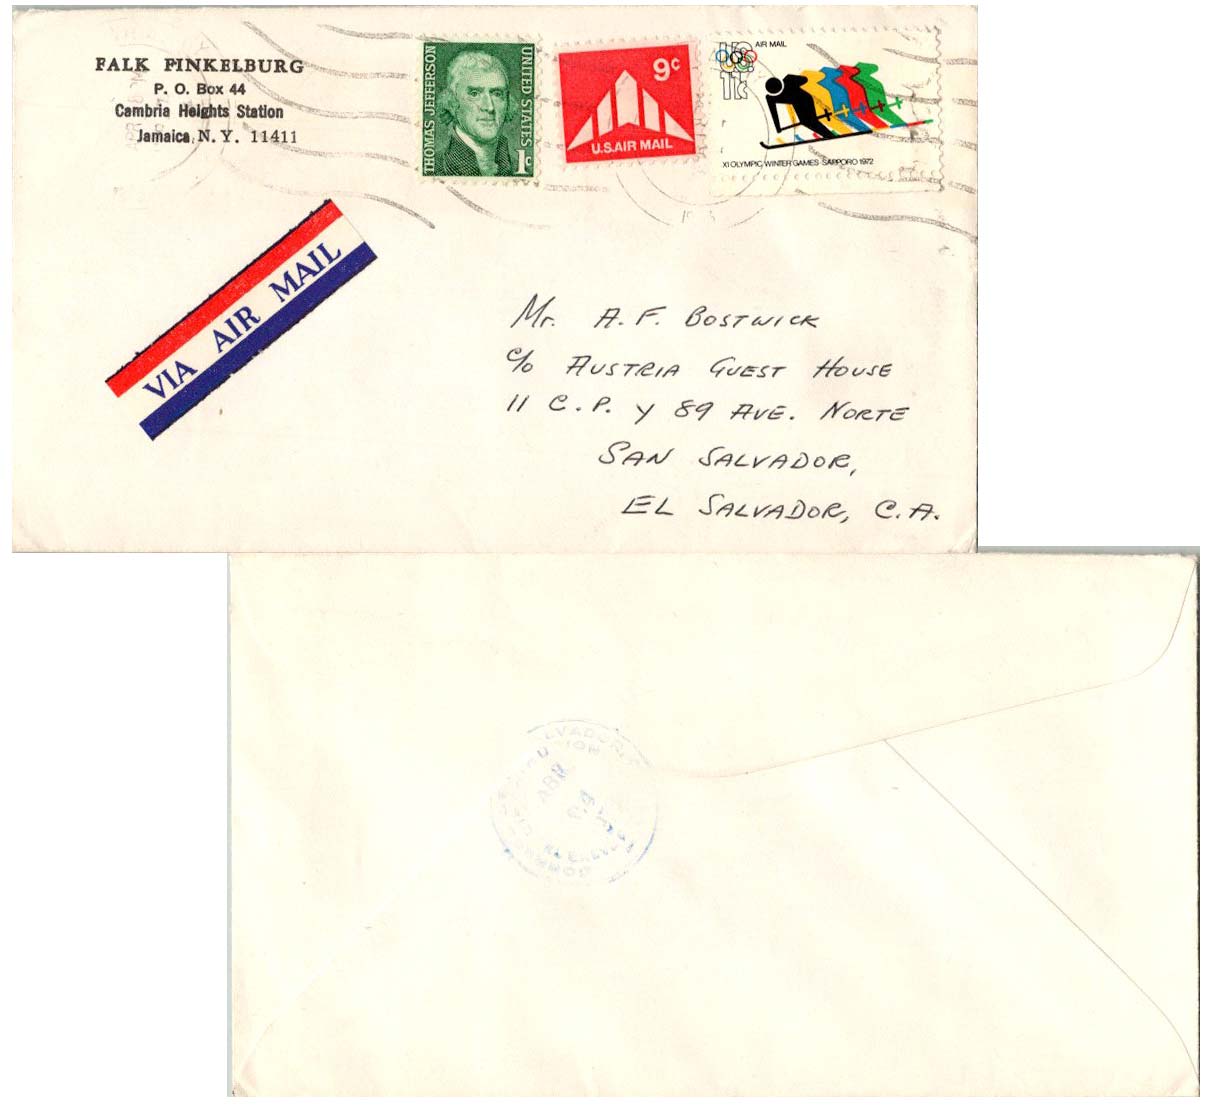 FALK FINKELBURG
P. O. Box 44
Cambria Heights Station
Jamaica, N. Y. 11411
THOMAS JEFFERSON
UNITED STATES
1c
9c
U.S. AIR MAIL
US
11c
AIR MAIL
XI OLYMPIC WINTER GAMES · SAPPORO 1972
VIA AIR MAIL
Mr. A. F. BOSTWICK
c/o AUSTRIA GUEST HOUSE
11 C. P. y 89 AVE. NORTE
SAN SALVADOR,
EL SALVADOR, C. A.
ABR